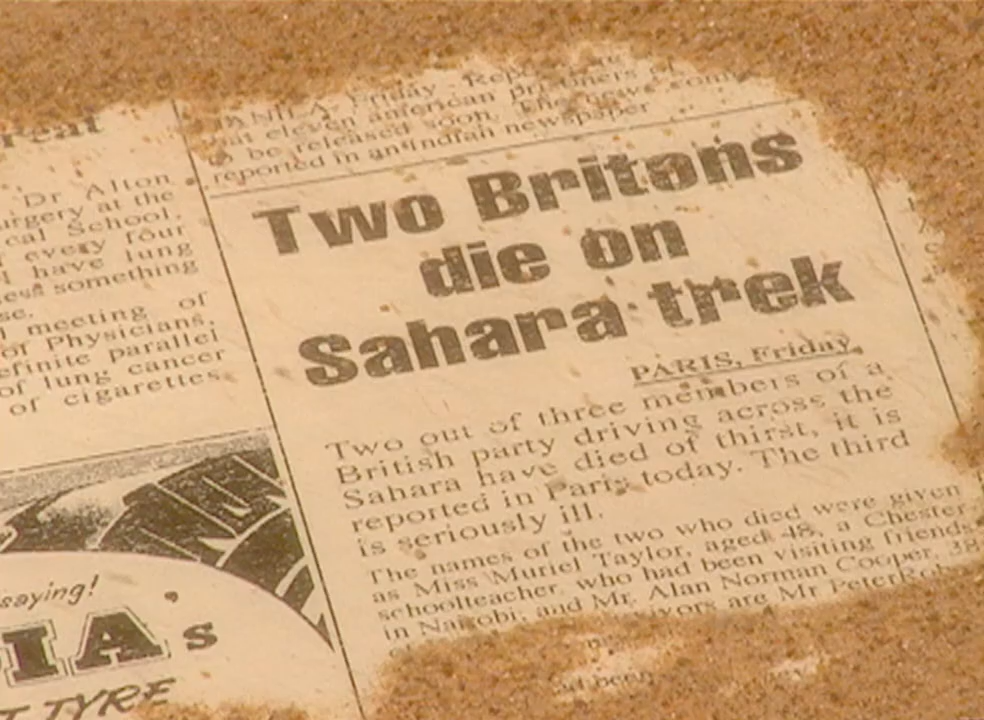 Dr Alton
urgery at the
cal School,
every four
have lung
something
meeting of
of Physicians,
efinite parallel
of lung cancer
of cigarettes.
saying!
IA's
TYRE
Friday
eleven american prisoners
be released soon. The news
reported in an Indian newspaper
Two Britons
die on
Sahara trek
PARIS, Friday.
Two out of three members of a
British party driving across the
Sahara have died of thirst, it is
reported in Paris today. The third
is seriously ill.
The names of the two who died were given
as Miss Muriel Taylor, aged 48, a Chester
schoolteacher, who had been visiting friends
in Nairobi, and Mr. Alan Norman Cooper, 38
are Mr Peter